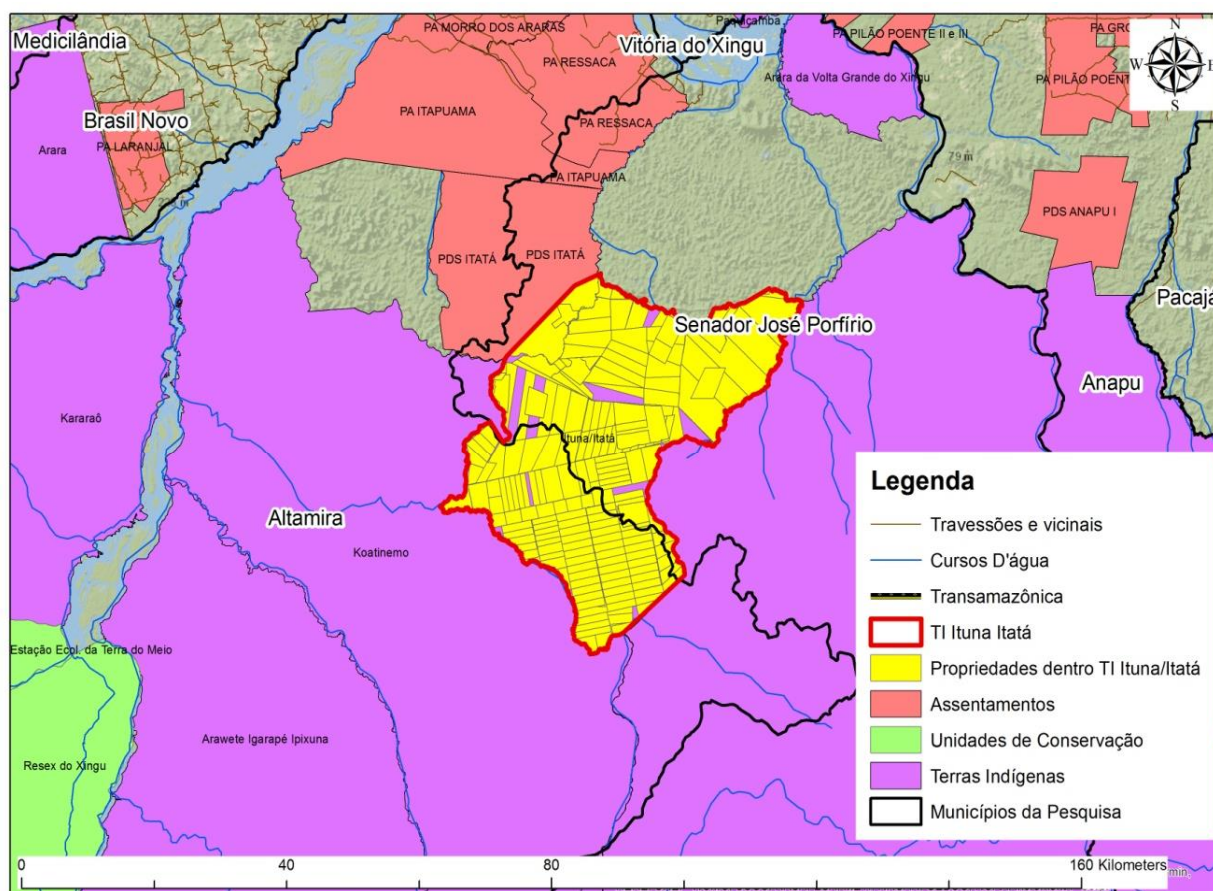 Paquiçamba
Medicilândia
PA MORRO DOS ARARAS
Vitória do Xingu
PA PILÃO POENTE II e III
N
PA RESSACA
Arara da Volta Grande do Xingu
PA PILÃO POENT
W
E
S
PA ITAPUAMA
Brasil Novo
PA RESSACA
PA LARANJAL
Arara
79 m
PA ITAPUAMA
PDS ANAPU I
PDS ITATÁ
PDS ITATÁ
Pacajá
Senador José Porfírio
Anapu
Kararaô
Ituna/Itatá
Altamira
Koatinemo
Estação Ecol. da Terra do Meio
Arawete Igarapé Ipixuna
Resex do Xingu
Legenda
Travessões e vicinais
Cursos D'água
Transamazônica
TI Ituna Itatá
Propriedades dentro TI Ituna/Itatá
Assentamentos
Unidades de Conservação
Terras Indígenas
Municípios da Pesquisa
0 40 80 160 Kilometers